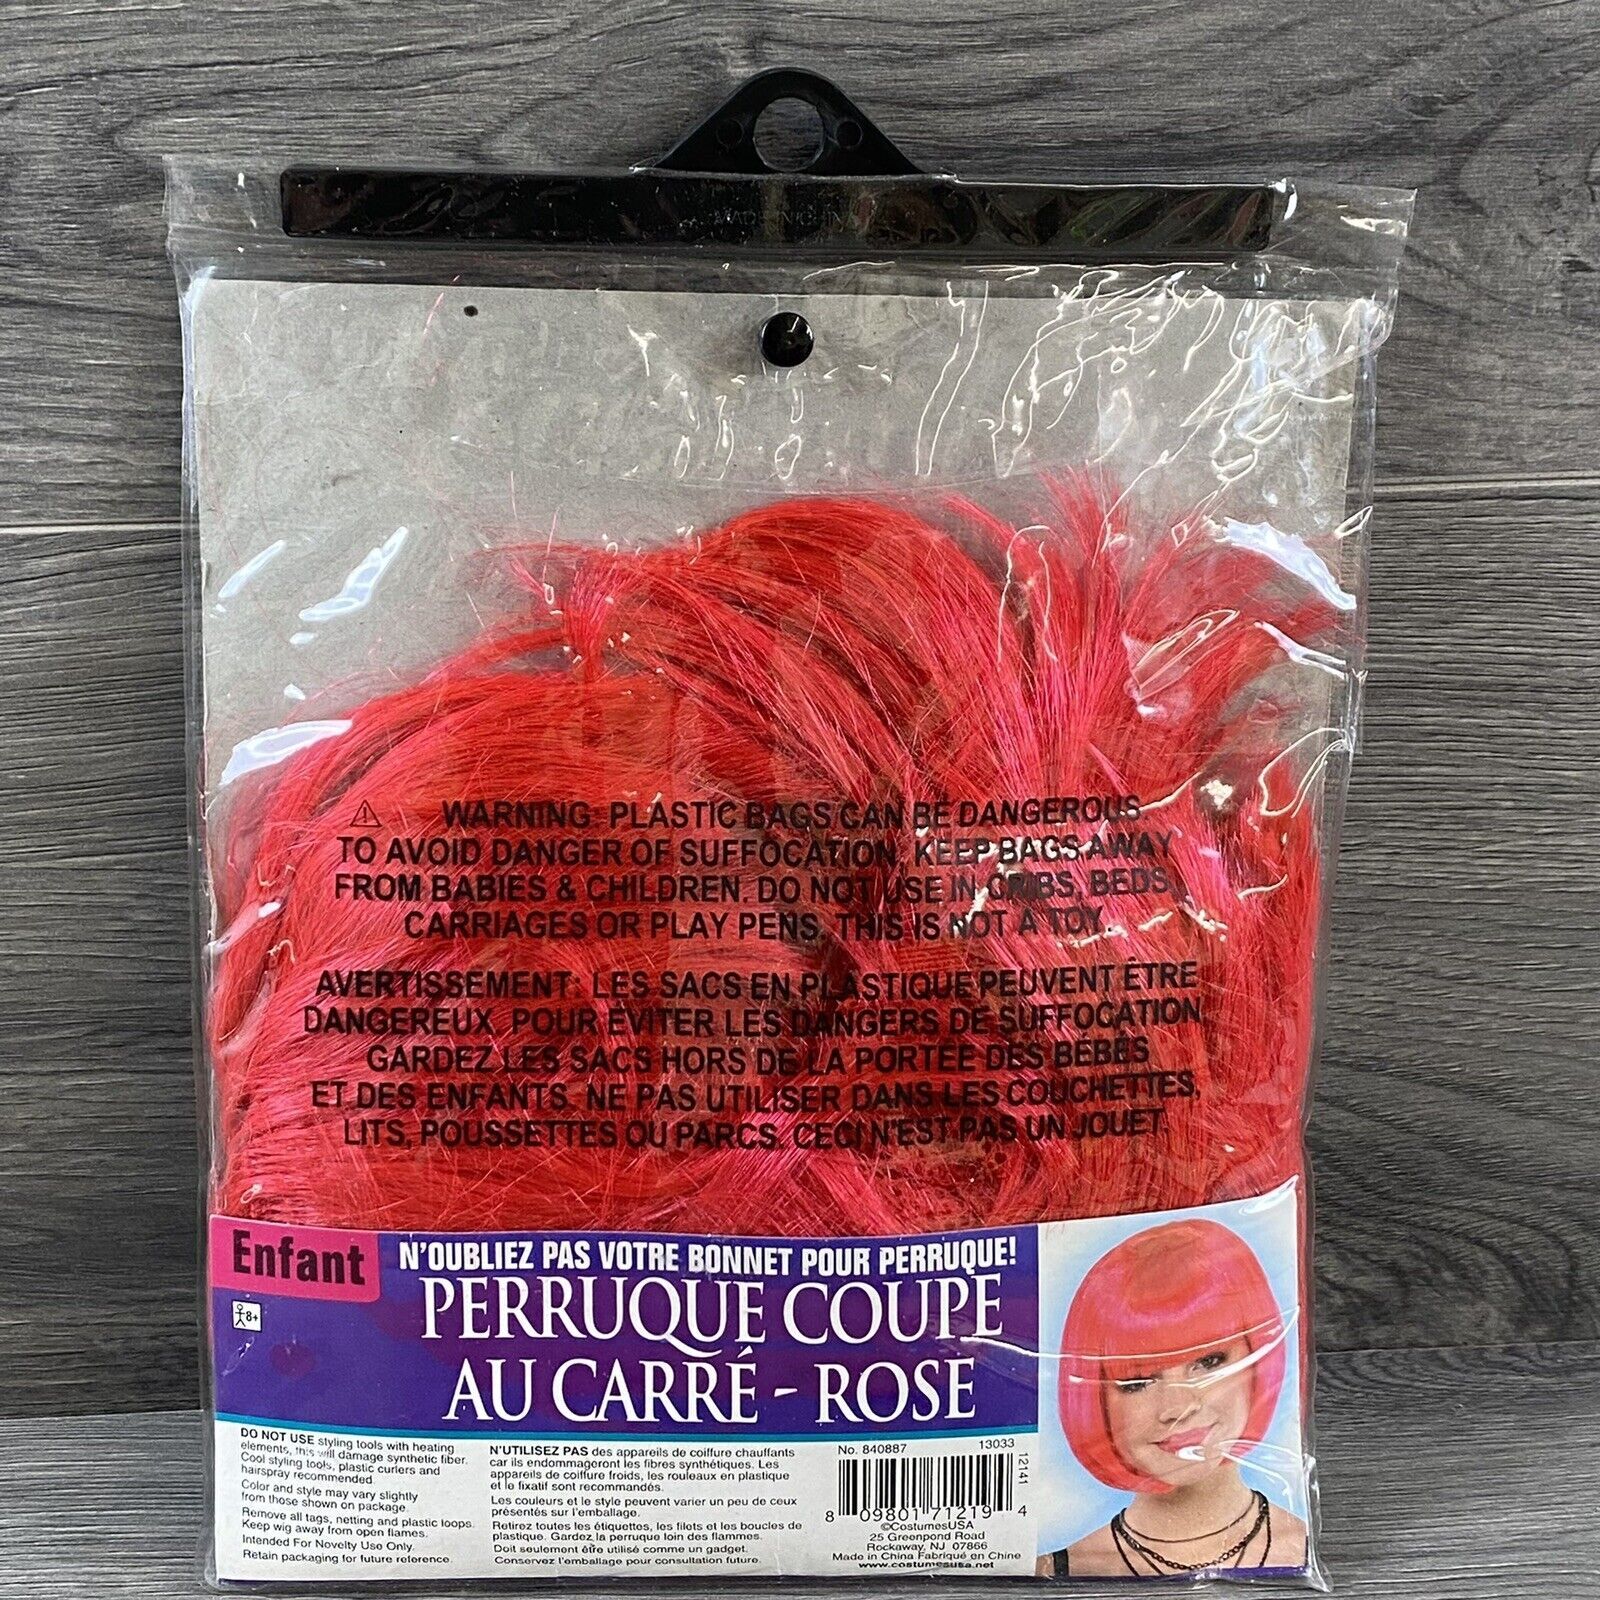 MADE IN CHINA
WARNING: PLASTIC BAGS CAN BE DANGEROUS.
TO AVOID DANGER OF SUFFOCATION, KEEP BAGS AWAY
FROM BABIES & CHILDREN. DO NOT USE IN CRIBS, BEDS,
CARRIAGES OR PLAY PENS. THIS IS NOT A TOY.
AVERTISSEMENT: LES SACS EN PLASTIQUE PEUVENT ÊTRE
DANGEREUX. POUR ÉVITER LES DANGERS DE SUFFOCATION,
GARDEZ LES SACS HORS DE LA PORTÉE DES BÉBÉS
ET DES ENFANTS. NE PAS UTILISER DANS LES COUCHETTES,
LITS, POUSSETTES OU PARCS. CECI N'EST PAS UN JOUET.
Enfant
8+
N'OUBLIEZ PAS VOTRE BONNET POUR PERRUQUE!
PERRUQUE COUPE
AU CARRÉ - ROSE
DO NOT USE styling tools with heating
elements, this will damage synthetic fiber.
Cool styling tools, plastic curlers and
hairspray recommended.
Color and style may vary slightly
from those shown on package.
Remove all tags, netting and plastic loops.
Keep wig away from open flames.
Intended For Novelty Use Only.
Retain packaging for future reference.
N'UTILISEZ PAS des appareils de coiffure chauffants
car ils endommageront les fibres synthétiques. Les
appareils de coiffure froids, les rouleaux en plastique
et le fixatif sont recommandés.
Les couleurs et le style peuvent varier un peu de ceux
présentés sur l'emballage.
Retirez toutes les étiquettes, les filets et les boucles de
plastique. Gardez la perruque loin des flammes.
Doit seulement être utilisé comme un gadget.
Conservez l'emballage pour consultation future.
No. 840887 13033
12141
8 09801 71219 4
©CostumesUSA
25 Greenpond Road
Rockaway, NJ 07866
Made in China Fabriqué en Chine
www.costumesusa.net